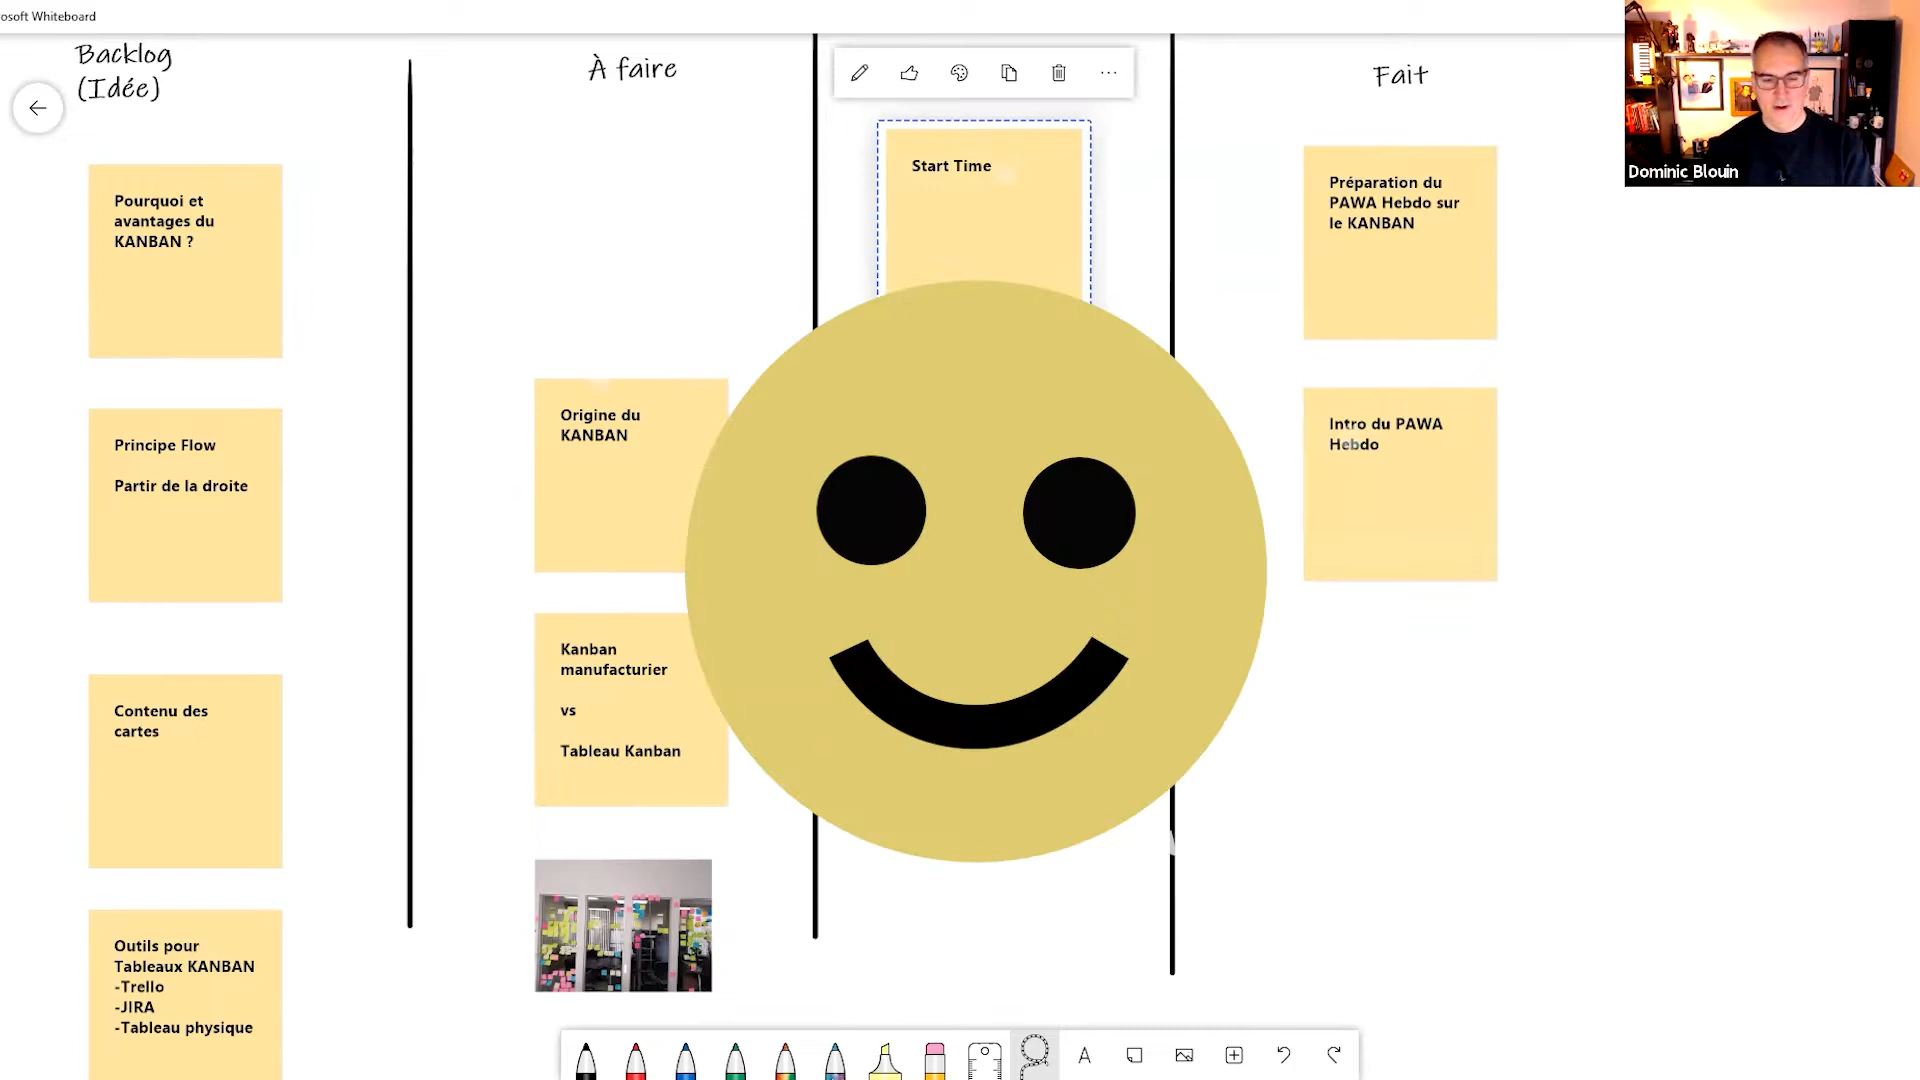 osoft Whiteboard
Backlog
(Idée)
À faire
Fait
Dominic Blouin
Pourquoi et
avantages du
KANBAN ?
Principe Flow
Partir de la droite
Contenu des
cartes
Outils pour
Tableaux KANBAN
-Trello
-JIRA
-Tableau physique
Origine du
KANBAN
Kanban
manufacturier
vs
Tableau Kanban
Start Time
Préparation du
PAWA Hebdo sur
le KANBAN
Intro du PAWA
Hebdo